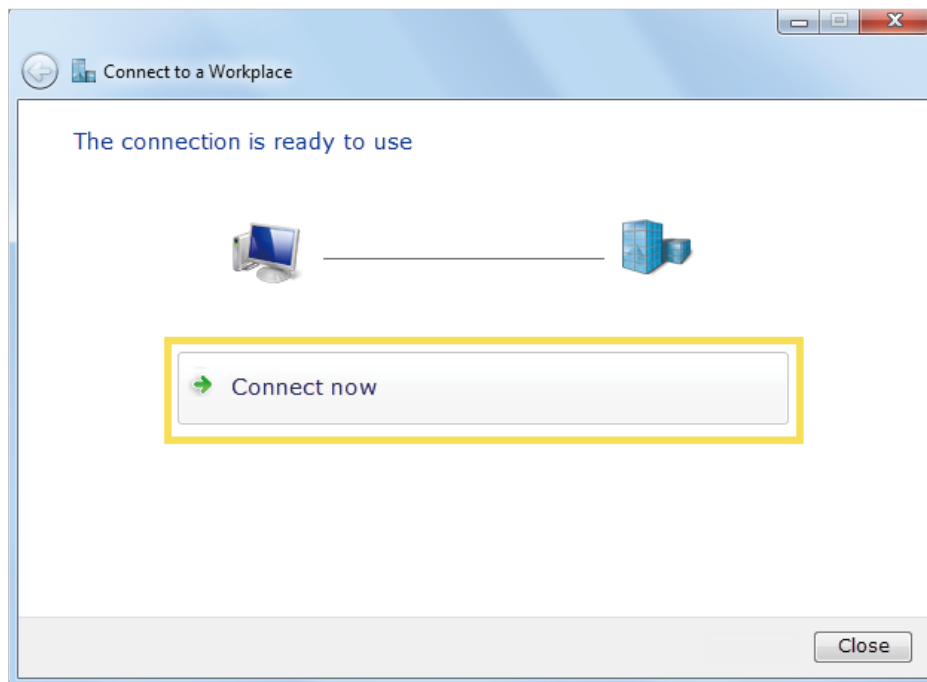 Connect to a Workplace
The connection is ready to use
Connect now
Close